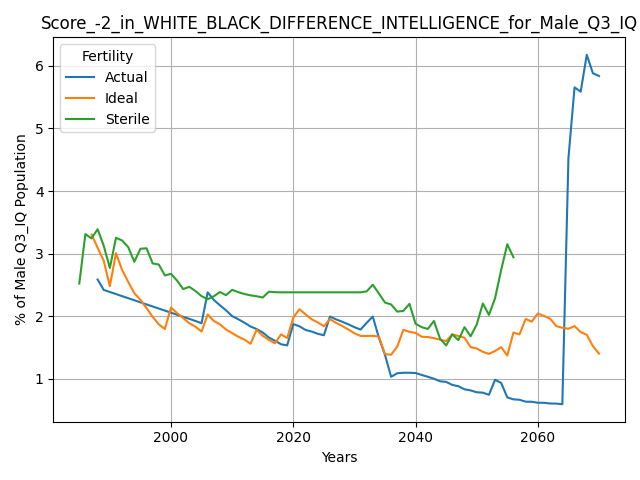 Score_-2_in_WHITE_BLACK_DIFFERENCE_INTELLIGENCE_for_Male_Q3_IQ
Fertility
Actual
Ideal
Sterile
% of Male Q3_IQ Population
6
5
4
3
2
1
2000 2020 2040 2060
Years